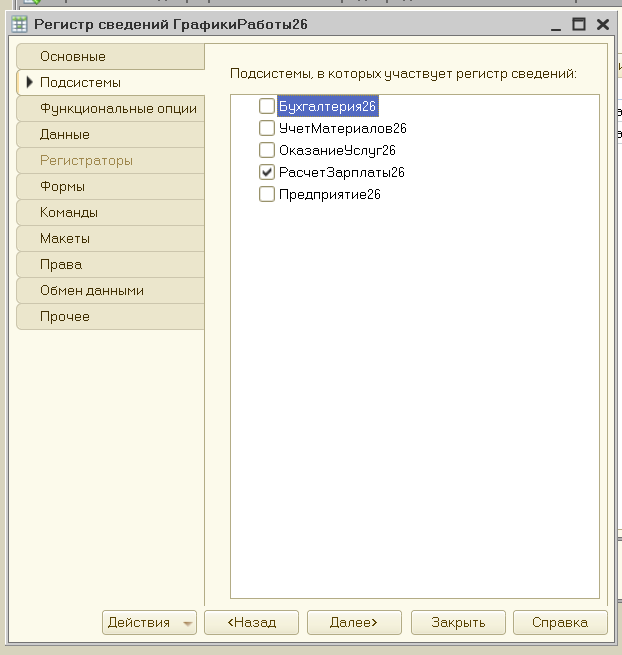 Регистр сведений ГрафикиРаботы26
Основные
Подсистемы
Функциональные опции
Данные
Регистраторы
Формы
Команды
Макеты
Права
Обмен данными
Прочее
Подсистемы, в которых участвует регистр сведений:
Бухгалтерия26
УчетМатериалов26
ОказаниеУслуг26
РасчетЗарплаты26
Предприятие26
Действия
<Назад
Далее>
Закрыть
Справка